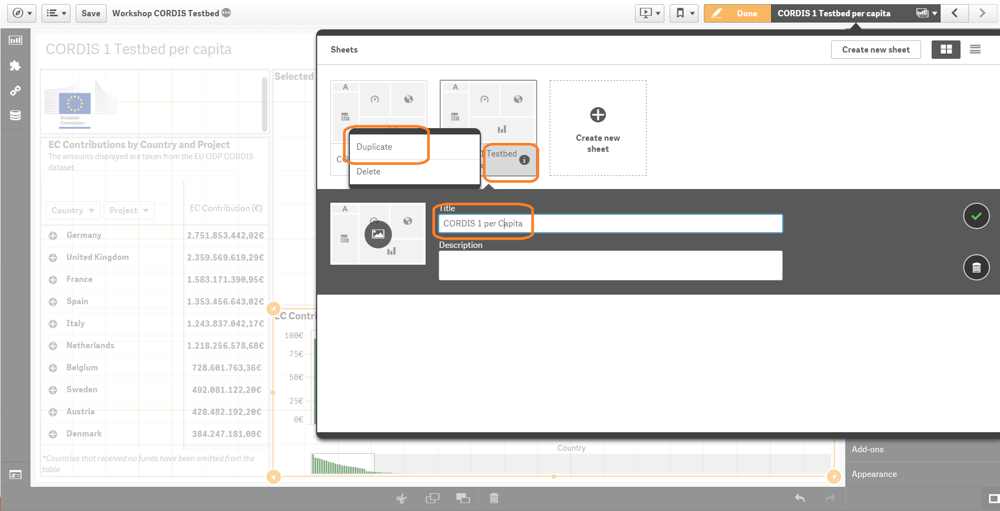 Save
Workshop CORDIS Testbed
Done
CORDIS 1 Testbed per capita
CORDIS 1 Testbed per capita
Sheets
Create new sheet
European
Commission
Selected
A
A
Create new
sheet
Duplicate
Delete
CO
1 Testbed
a
EC Contributions by Country and Project
The amounts displayed are taken from the EU ODP CORDIS
dataset
Country
Project
EC Contribution (€)
Germany 2.751.853.442,92€
United Kingdom 2.359.569.619,29€
France 1.583.171.390,95€
Spain 1.353.456.643,02€
Italy 1.243.837.042,17€
Netherlands 1.218.256.578,68€
Belgium 728.601.763,36€
Sweden 492.081.122,20€
Austria 428.482.192,20€
Denmark 384.247.181,08€
*Countries that received no funds have been omitted from the
table
A
Title
CORDIS 1 per Capita
Description
EC Contri
100€
75€
50€
25€
0€
Country
Add-ons
Appearance